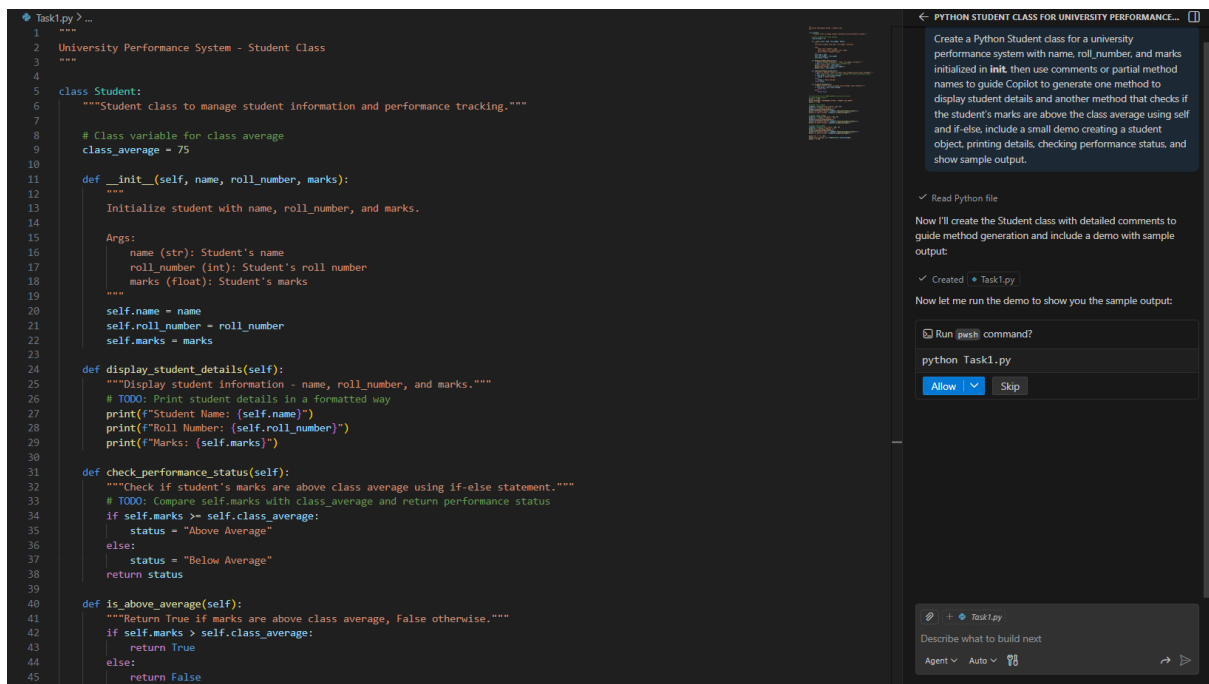 Task1.py > ...
1 """
2 University Performance System - Student Class
3 """
4
5 class Student:
6 """Student class to manage student information and performance tracking."""
7
8 # Class variable for class average
9 class_average = 75
10
11 def __init__(self, name, roll_number, marks):
12 """
13 Initialize student with name, roll_number, and marks.
14
15 Args:
16 name (str): Student's name
17 roll_number (int): Student's roll number
18 marks (float): Student's marks
19 """
20 self.name = name
21 self.roll_number = roll_number
22 self.marks = marks
23
24 def display_student_details(self):
25 """Display student information - name, roll_number, and marks."""
26 # TODO: Print student details in a formatted way
27 print(f"Student Name: {self.name}")
28 print(f"Roll Number: {self.roll_number}")
29 print(f"Marks: {self.marks}")
30
31 def check_performance_status(self):
32 """Check if student's marks are above class average using if-else statement."""
33 # TODO: Compare self.marks with class_average and return performance status
34 if self.marks >= self.class_average:
35 status = "Above Average"
36 else:
37 status = "Below Average"
38 return status
39
40 def is_above_average(self):
41 """Return True if marks are above class average, False otherwise."""
42 if self.marks > self.class_average:
43 return True
44 else:
45 return False
PYTHON STUDENT CLASS FOR UNIVERSITY PERFORMANCE...
Create a Python Student class for a university
performance system with name, roll_number, and marks
initialized in init, then use comments or partial method
names to guide Copilot to generate one method to
display student details and another method that checks if
the student's marks are above the class average using self
and if-else, include a small demo creating a student
object, printing details, checking performance status, and
show sample output.
Read Python file
Now I'll create the Student class with detailed comments to
guide method generation and include a demo with sample
output:
Created Task1.py
Now let me run the demo to show you the sample output:
Run pwsh command?
python Task1.py
Allow Skip
+ Task1.py
Describe what to build next
Agent Auto